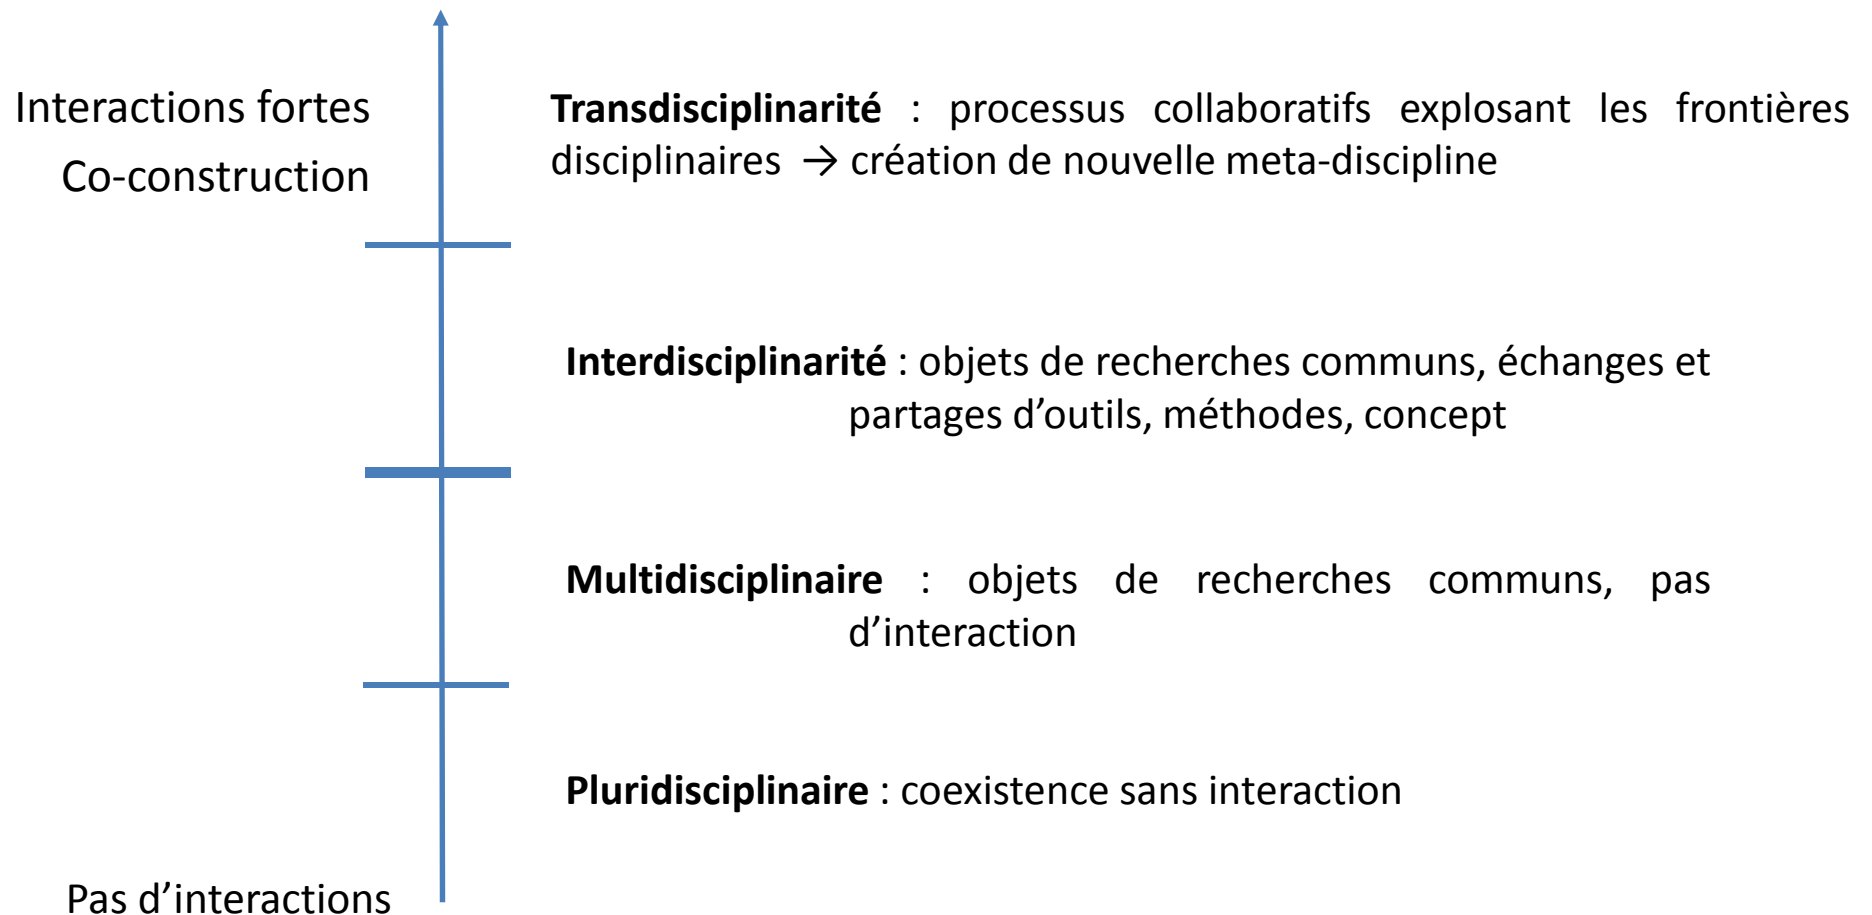 Interactions fortes
Co-construction
Transdisciplinarité : processus collaboratifs explosant les frontières
disciplinaires → création de nouvelle meta-discipline
Interdisciplinarité : objets de recherches communs, échanges et
partages d’outils, méthodes, concept
Multidisciplinaire : objets de recherches communs, pas
d’interaction
Pluridisciplinaire : coexistence sans interaction
Pas d’interactions